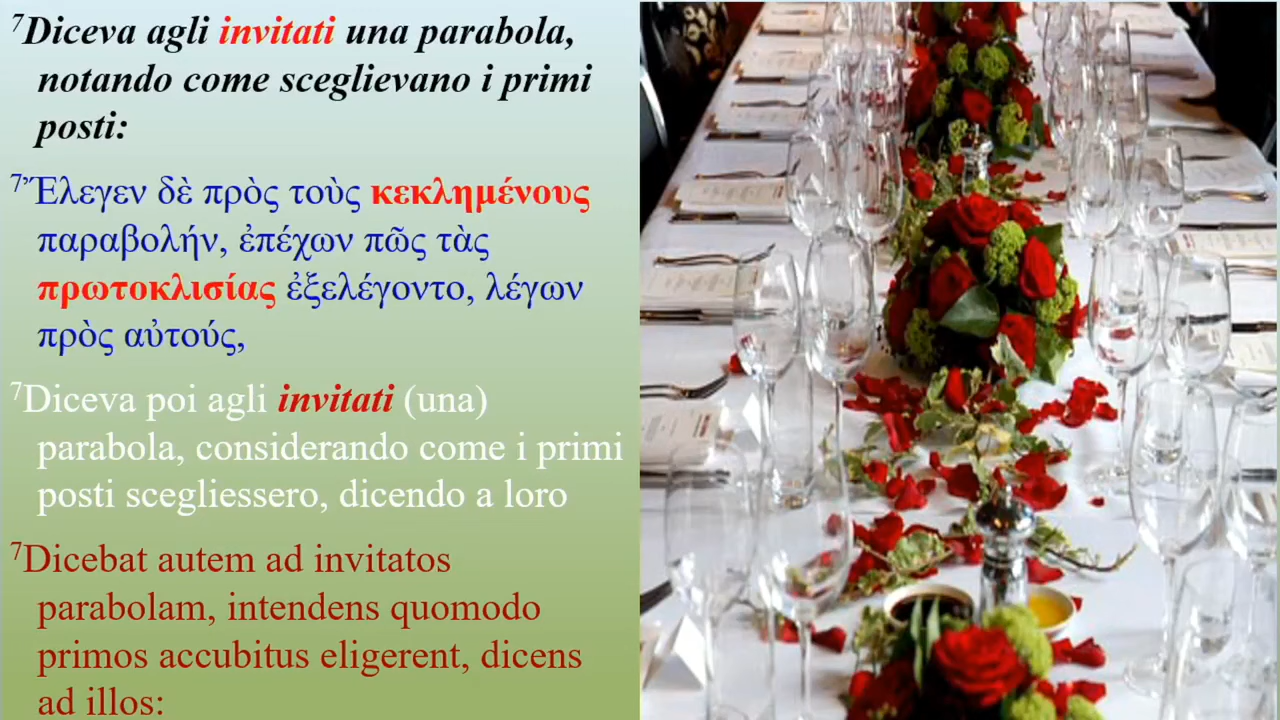 ⁷Diceva agli invitati una parabola,
notando come sceglievano i primi
posti:
⁷Ἔλεγεν δὲ πρὸς τοὺς κεκλημένους
παραβολήν, ἐπέχων πῶς τὰς
πρωτοκλισίας ἐξελέγοντο, λέγων
πρὸς αὐτούς,
⁷Diceva poi agli invitati (una)
parabola, considerando come i primi
posti scegliessero, dicendo a loro
⁷Dicebat autem ad invitatos
parabolam, intendens quomodo
primos accubitus eligerent, dicens
ad illos: